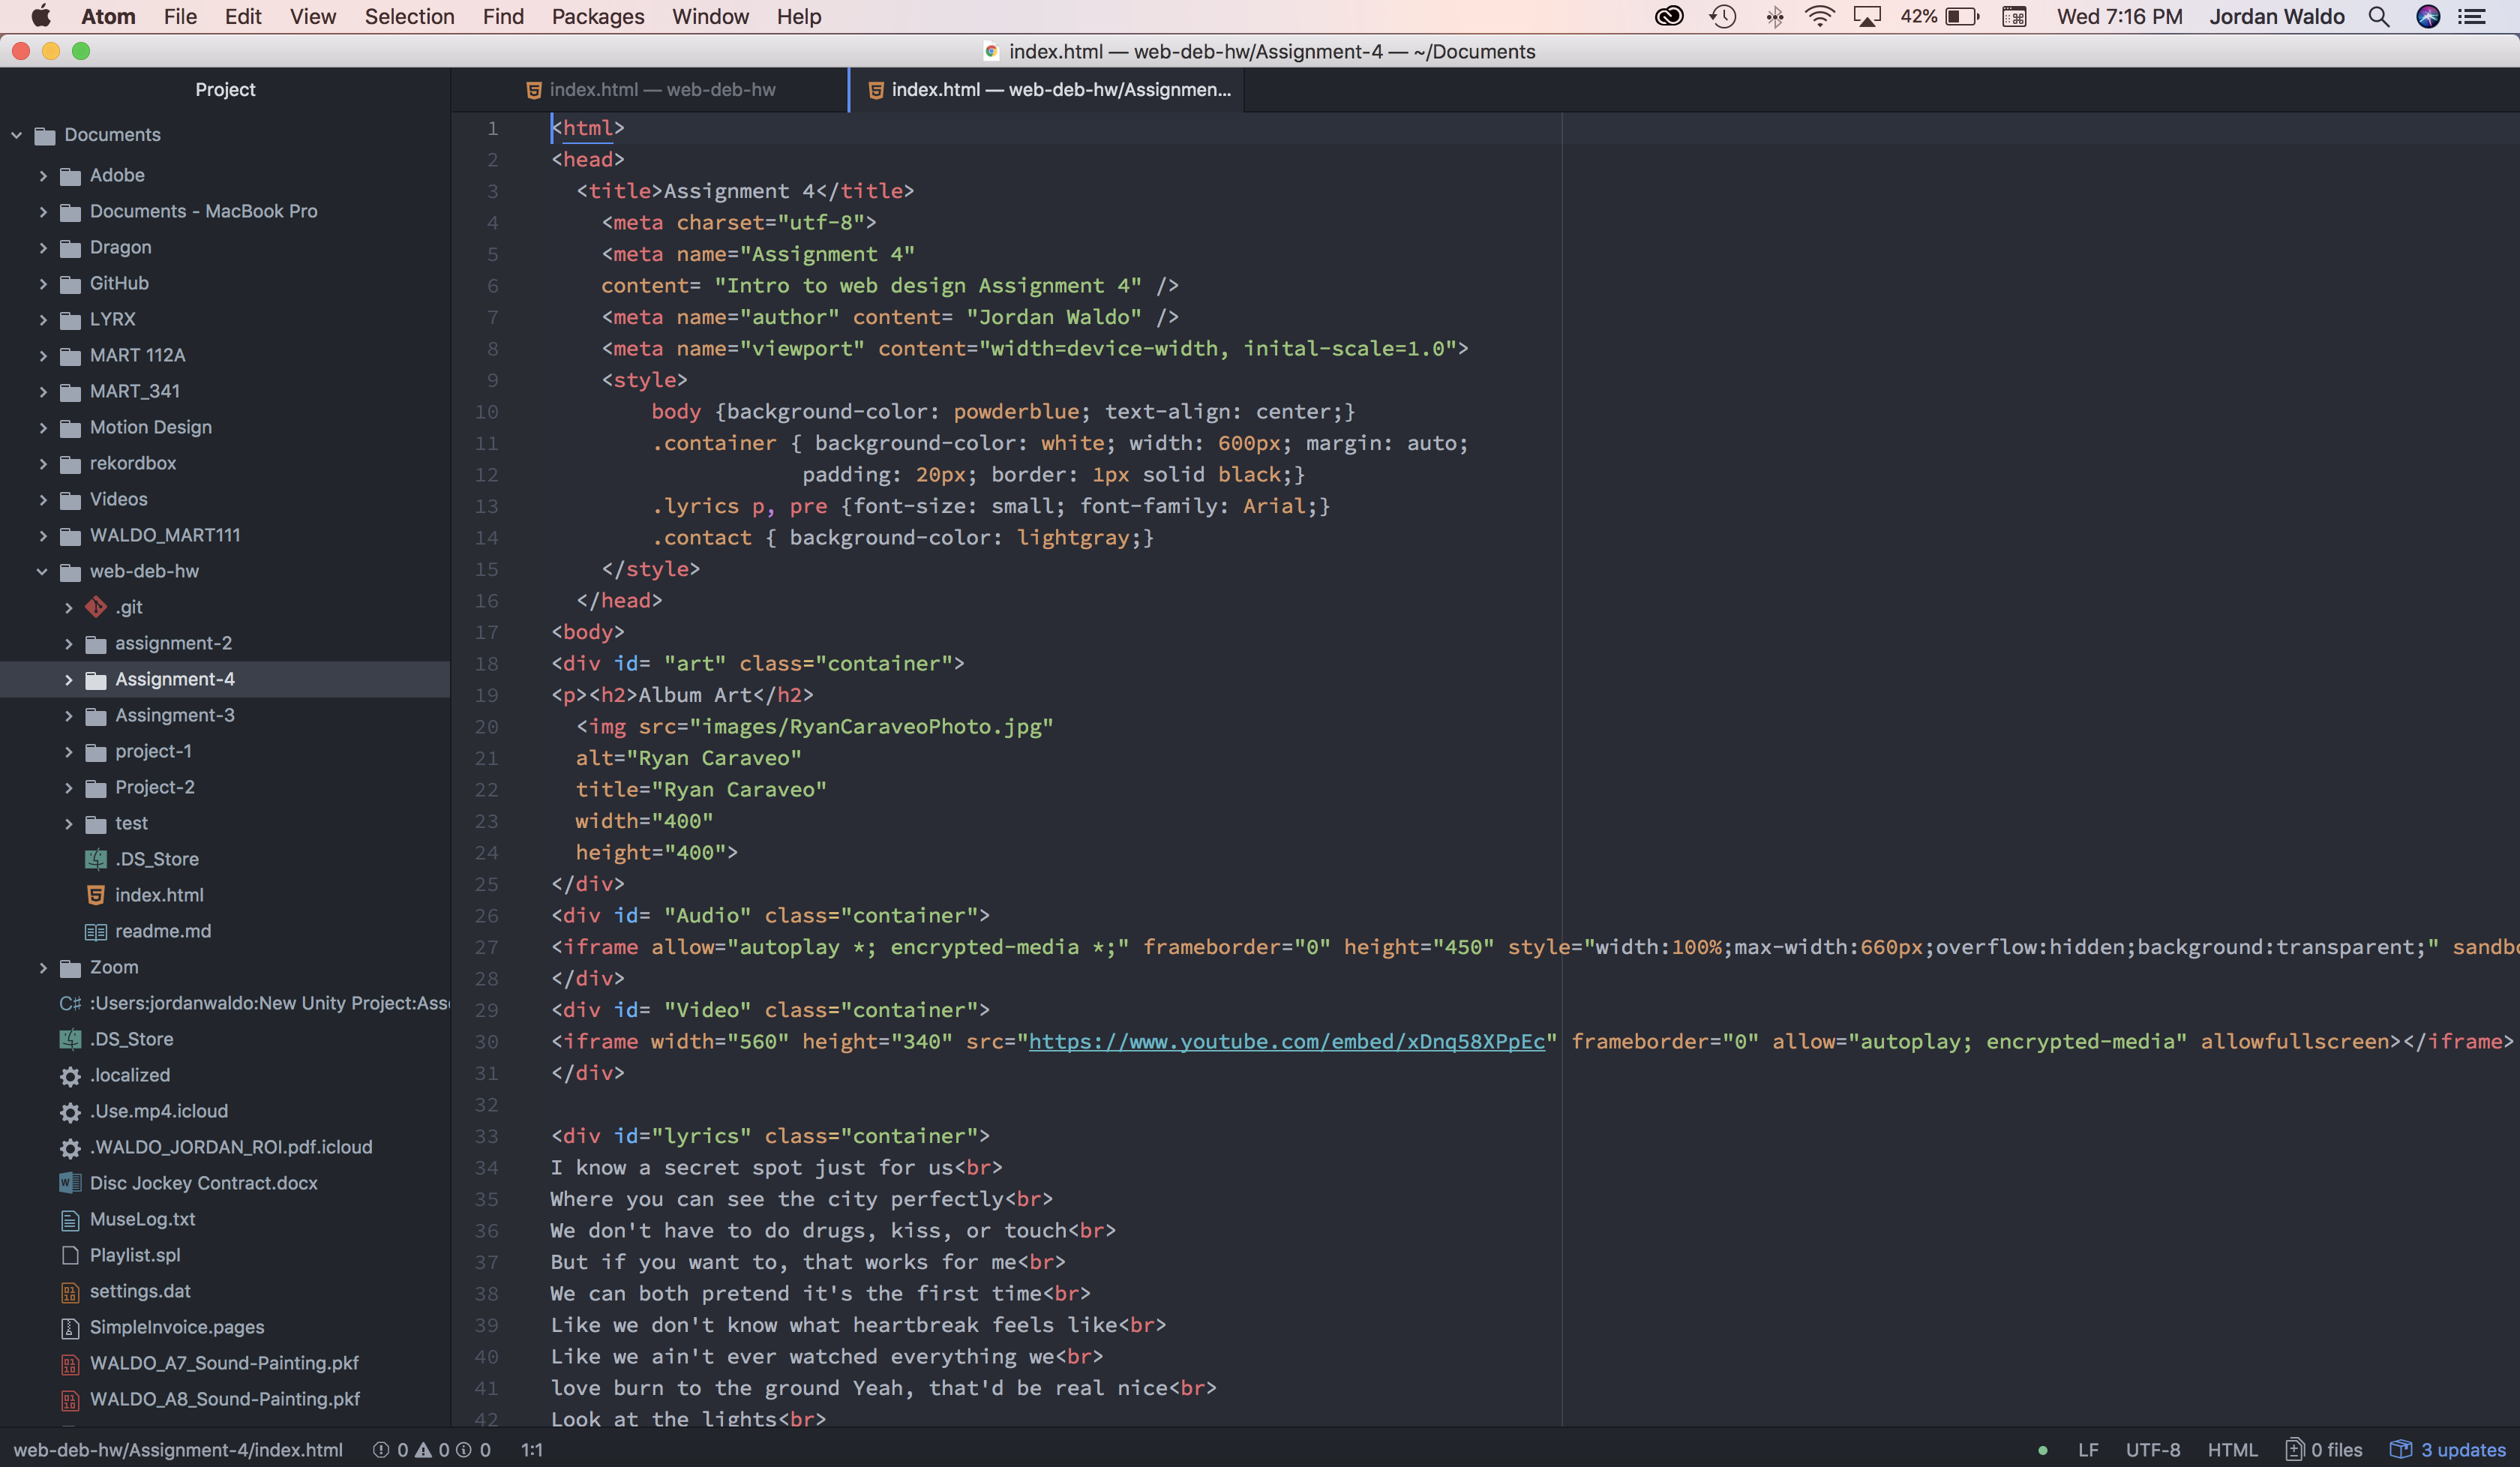 Atom File Edit View Selection Find Packages Window Help 42% Wed 7:16 PM Jordan Waldo
index.html — web-deb-hw/Assignment-4 — ~/Documents
Project
index.html — web-deb-hw
index.html — web-deb-hw/Assignmen...
Documents
Adobe
Documents - MacBook Pro
Dragon
GitHub
LYRX
MART 112A
MART_341
Motion Design
rekordbox
Videos
WALDO_MART111
web-deb-hw
.git
assignment-2
Assignment-4
Assingment-3
project-1
Project-2
test
.DS_Store
index.html
readme.md
Zoom
C# :Users:jordanwaldo:New Unity Project:Ass
.DS_Store
.localized
.Use.mp4.icloud
.WALDO_JORDAN_ROI.pdf.icloud
Disc Jockey Contract.docx
MuseLog.txt
Playlist.spl
settings.dat
SimpleInvoice.pages
WALDO_A7_Sound-Painting.pkf
WALDO_A8_Sound-Painting.pkf
1 <html>
2 <head>
3 <title>Assignment 4</title>
4 <meta charset="utf-8">
5 <meta name="Assignment 4"
6 content= "Intro to web design Assignment 4" />
7 <meta name="author" content= "Jordan Waldo" />
8 <meta name="viewport" content="width=device-width, inital-scale=1.0">
9 <style>
10 body {background-color: powderblue; text-align: center;}
11 .container { background-color: white; width: 600px; margin: auto;
12 padding: 20px; border: 1px solid black;}
13 .lyrics p, pre {font-size: small; font-family: Arial;}
14 .contact { background-color: lightgray;}
15 </style>
16 </head>
17 <body>
18 <div id= "art" class="container">
19 <p><h2>Album Art</h2>
20 <img src="images/RyanCaraveoPhoto.jpg"
21 alt="Ryan Caraveo"
22 title="Ryan Caraveo"
23 width="400"
24 height="400">
25 </div>
26 <div id= "Audio" class="container">
27 <iframe allow="autoplay *; encrypted-media *;" frameborder="0" height="450" style="width:100%;max-width:660px;overflow:hidden;background:transparent;" sandbo
28 </div>
29 <div id= "Video" class="container">
30 <iframe width="560" height="340" src="https://www.youtube.com/embed/xDnq58XPpEc" frameborder="0" allow="autoplay; encrypted-media" allowfullscreen></iframe>
31 </div>
32
33 <div id="lyrics" class="container">
34 I know a secret spot just for us<br>
35 Where you can see the city perfectly<br>
36 We don't have to do drugs, kiss, or touch<br>
37 But if you want to, that works for me<br>
38 We can both pretend it's the first time<br>
39 Like we don't know what heartbreak feels like<br>
40 Like we ain't ever watched everything we<br>
41 love burn to the ground Yeah, that'd be real nice<br>
42 Look at the lights<br>
web-deb-hw/Assignment-4/index.html 0 0 0 1:1 LF UTF-8 HTML 0 files 3 updates